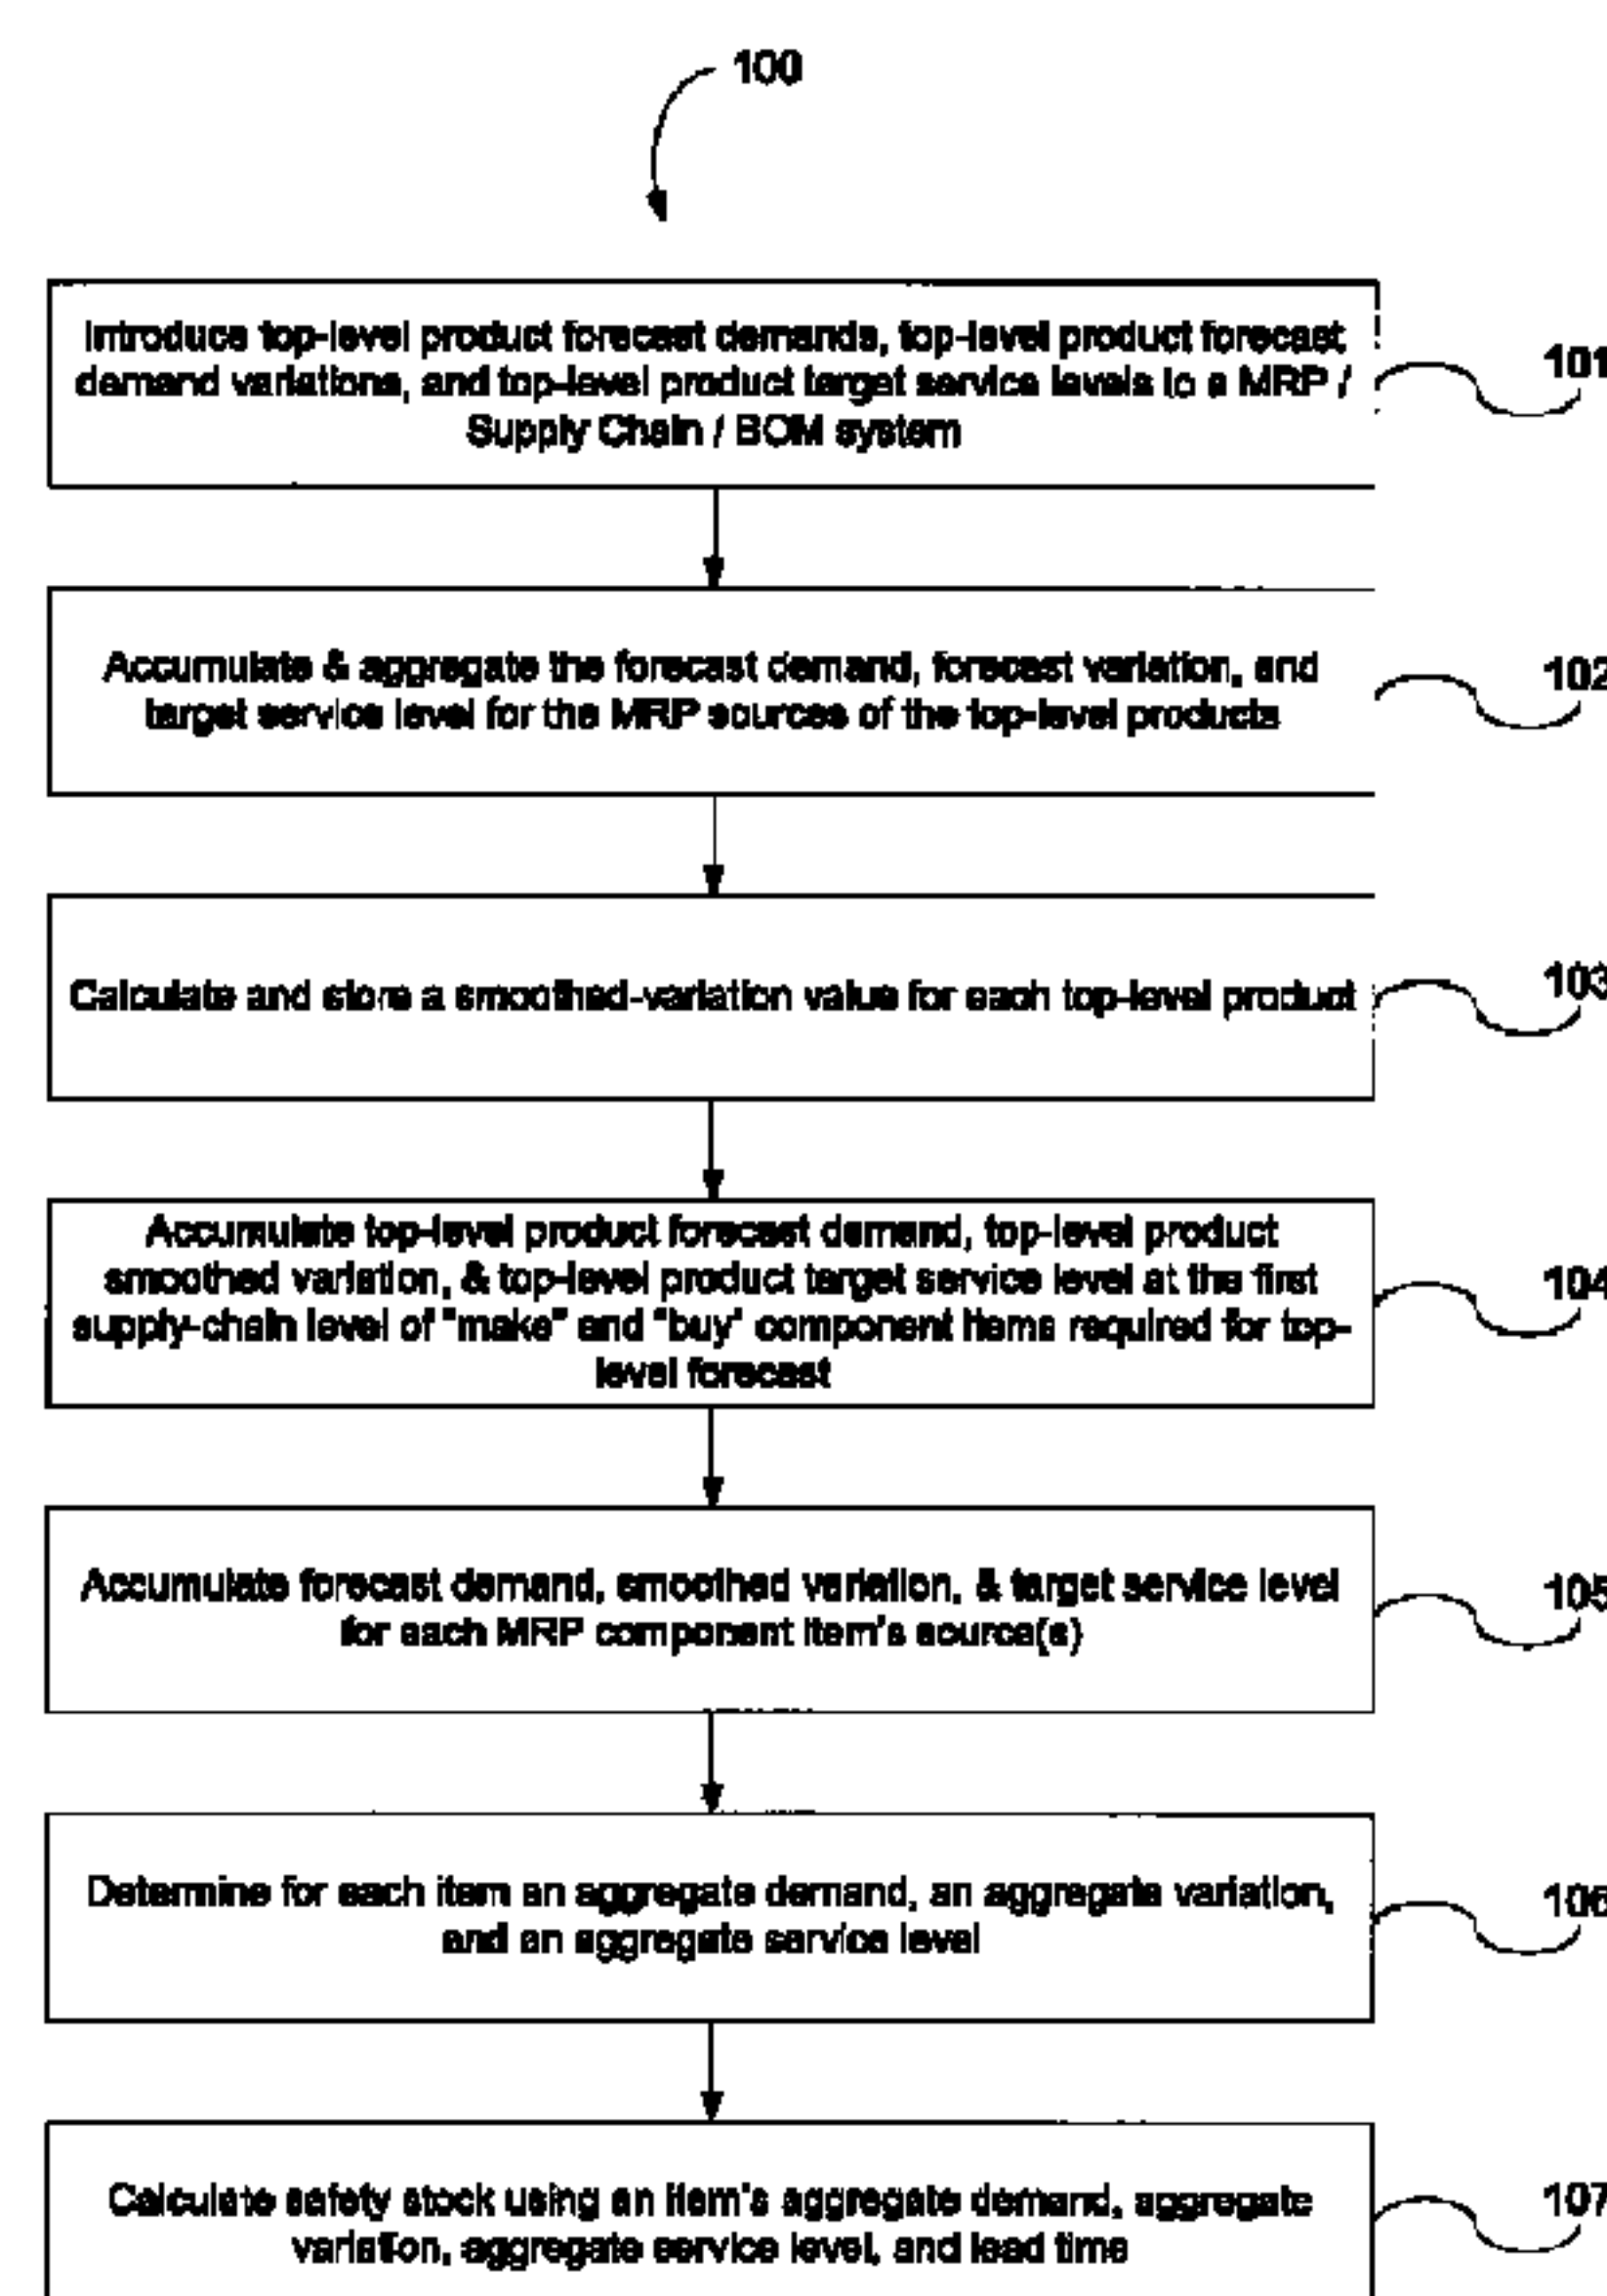 100
Introduce top-level product forecast demands, top-level product forecast
demand variations, and top-level product target service levels to a MRP /
Supply Chain / BOM system
101
Accumulate & aggregate the forecast demand, forecast variation, and
target service level for the MRP sources of the top-level products
102
Calculate and store a smoothed-variation value for each top-level product
103
Accumulate top-level product forecast demand, top-level product
smoothed variation, & top-level product target service level at the first
supply-chain level of "make" and "buy" component items required for top-
level forecast
104
Accumulate forecast demand, smoothed variation, & target service level
for each MRP component item's source(s)
105
Determine for each item an aggregate demand, an aggregate variation,
and an aggregate service level
106
Calculate safety stock using an item's aggregate demand, aggregate
variation, aggregate service level, and lead time
107